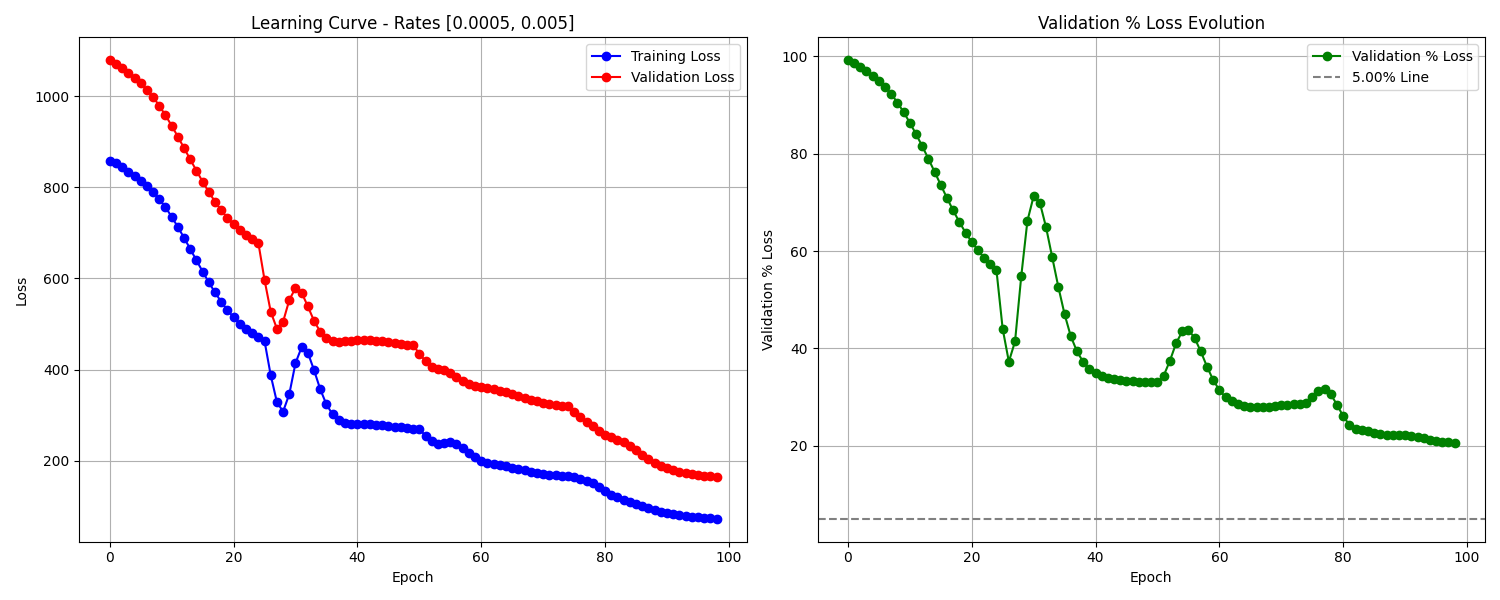 Learning Curve - Rates [0.0005, 0.005]
Training Loss
Validation Loss
Loss
1000
800
600
400
200
0
20
40
60
80
100
Epoch
Validation % Loss Evolution
Validation % Loss
5.00% Line
Validation % Loss
100
80
60
40
20
0
20
40
60
80
100
Epoch